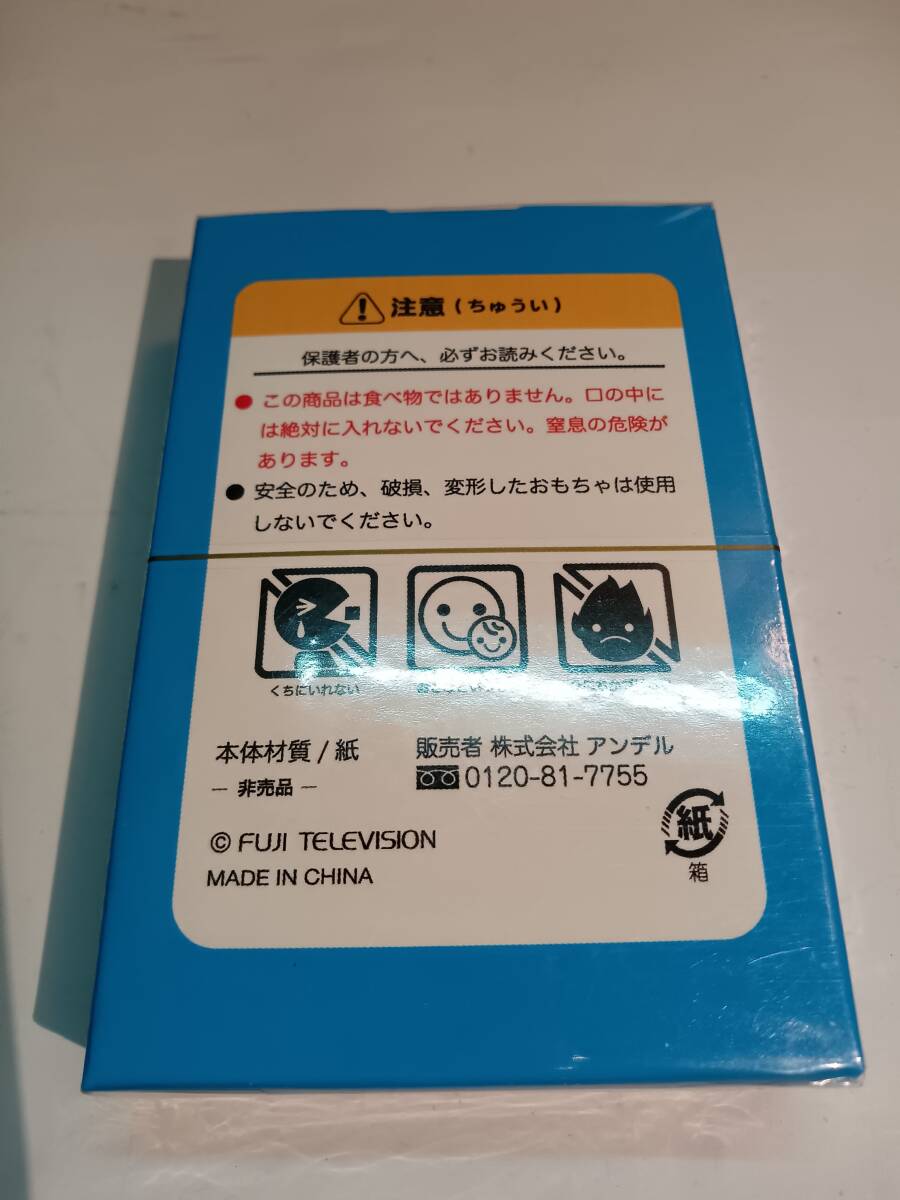 注意(ちゅうい)
保護者の方へ、必ずお読みください。
● この商品は食べ物ではありません。口の中に
は絶対に入れないでください。窒息の危険が
あります。
● 安全のため、破損、変形したおもちゃは使用
しないでください。
くちにいれない
本体材質/紙
販売者 株式会社 アンデル
0120-81-7755
― 非売品 ―
© FUJI TELEVISION
MADE IN CHINA
紙
箱